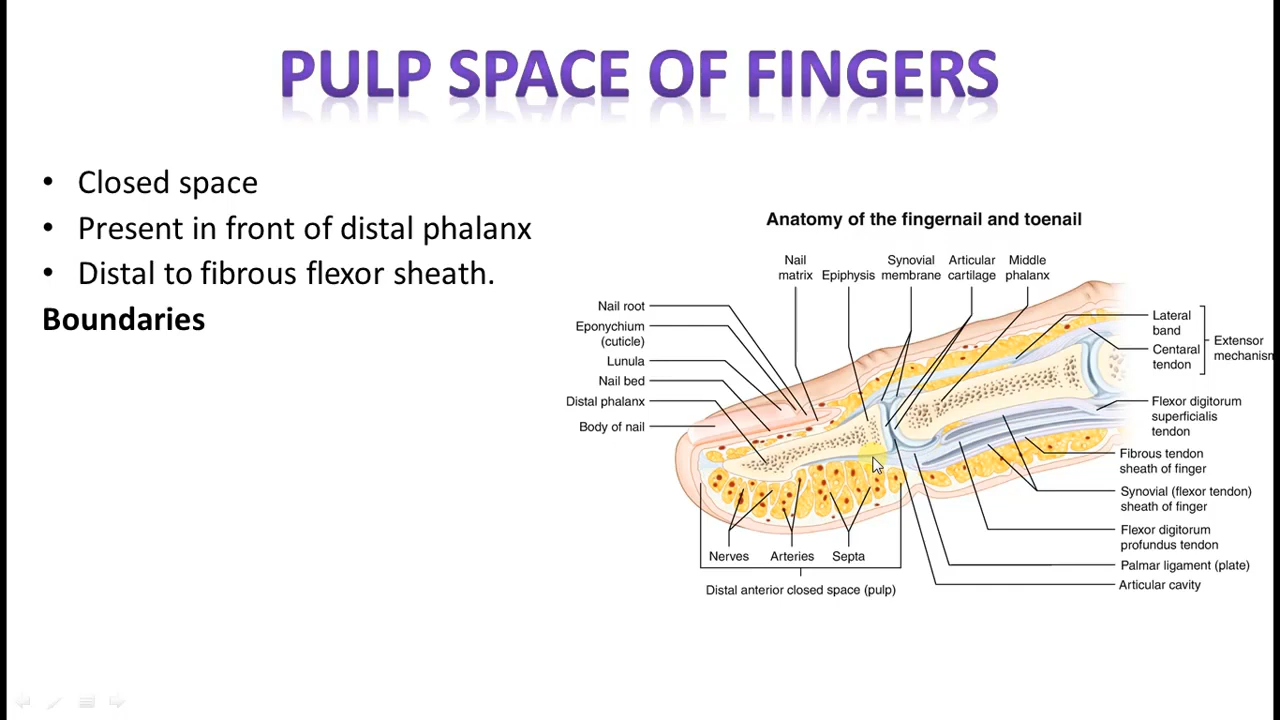 PULP SPACE OF FINGERS
• Closed space
• Present in front of distal phalanx
• Distal to fibrous flexor sheath.
Boundaries
Anatomy of the fingernail and toenail
Nail
matrix
Epiphysis
Synovial
membrane
Articular
cartilage
Middle
phalanx
Nail root
Eponychium
(cuticle)
Lunula
Nail bed
Distal phalanx
Body of nail
Lateral
band
Centaral
tendon
Extensor
mechanism
Flexor digitorum
superficialis
tendon
Fibrous tendon
sheath of finger
Synovial (flexor tendon)
sheath of finger
Flexor digitorum
profundus tendon
Palmar ligament (plate)
Articular cavity
Nerves
Arteries
Septa
Distal anterior closed space (pulp)